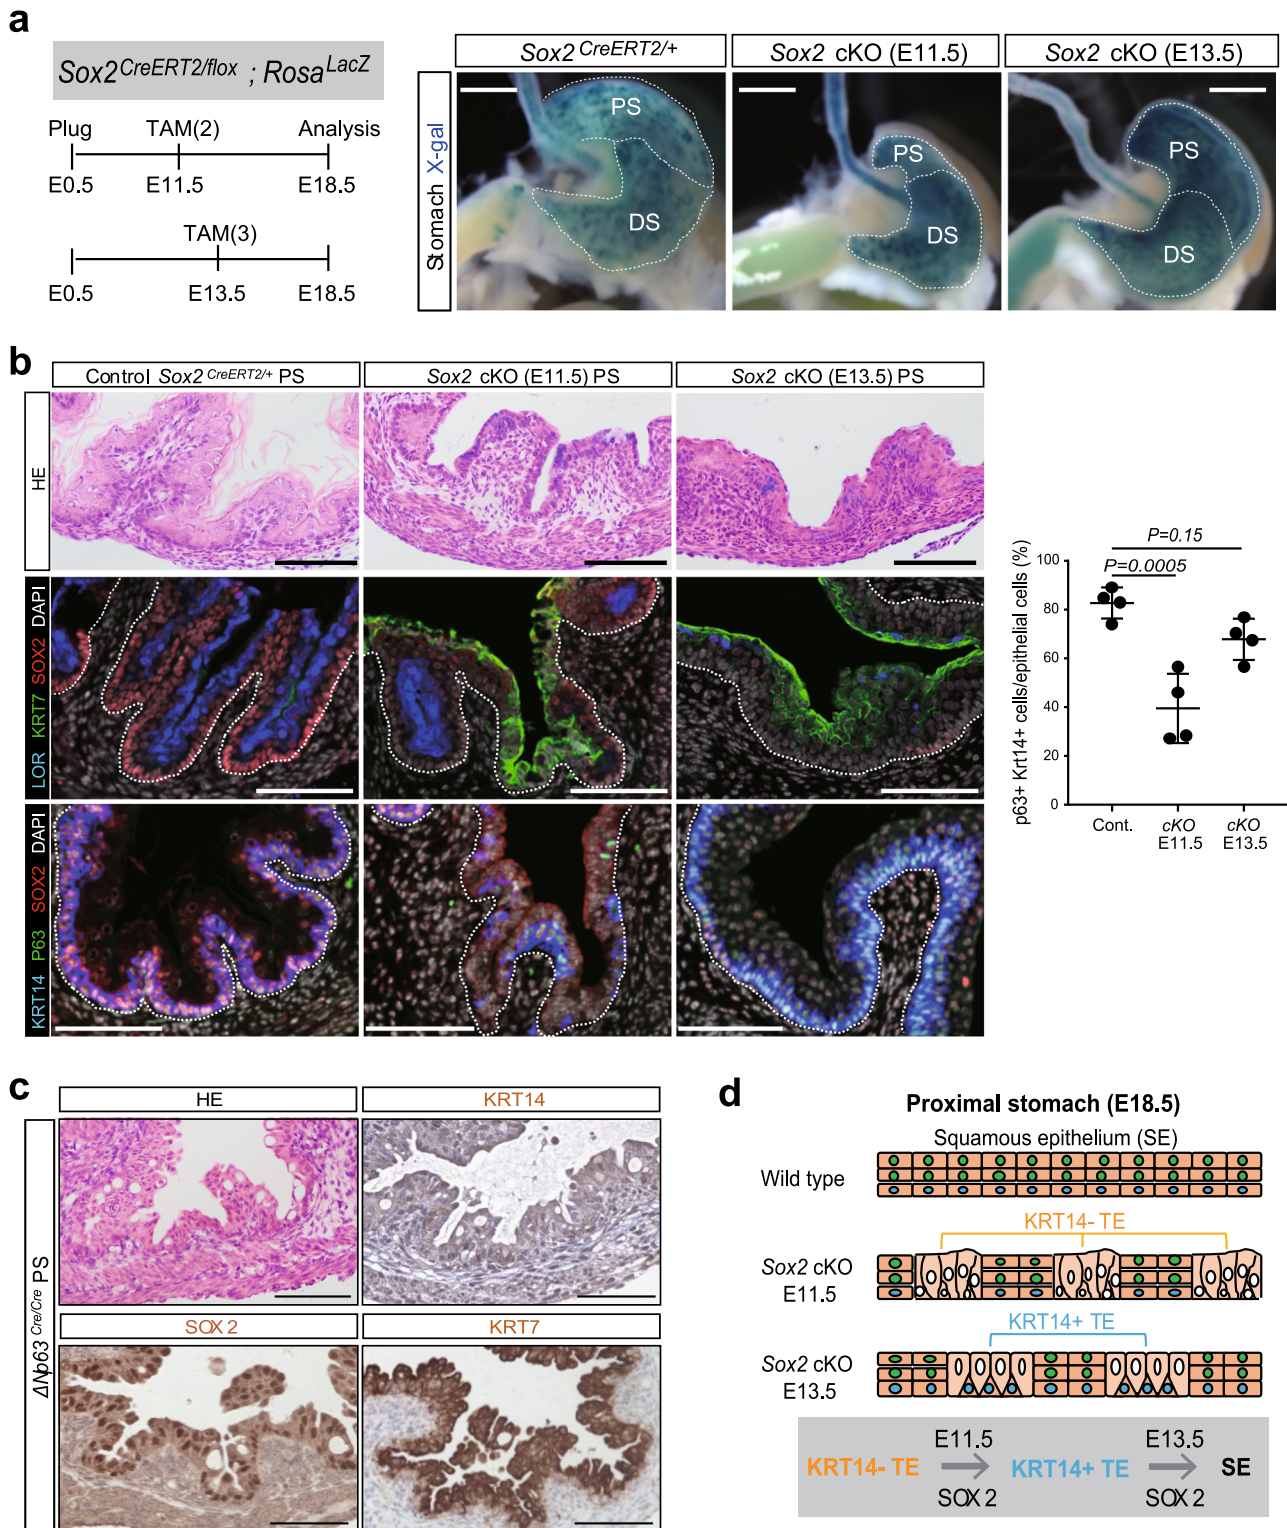 a
Sox2 CreERT2/flox ; Rosa LacZ
Plug TAM(2) Analysis
E0.5 E11.5 E18.5
TAM(3)
E0.5 E13.5 E18.5
Sox2 CreERT2/+
Sox2 cKO (E11.5)
Sox2 cKO (E13.5)
Stomach X-gal
PS
DS
PS
DS
PS
DS
b
Control Sox2 CreERT2/+ PS
Sox2 cKO (E11.5) PS
Sox2 cKO (E13.5) PS
HE
LOR KRT7 SOX2 DAPI
KRT14 P63 SOX2 DAPI
p63+ Krt14+ cells/epithelial cells (%)
P=0.15
P=0.0005
100
80
60
40
20
0
Cont. cKO cKO
E11.5 E13.5
c
ΔNp63 Cre/Cre PS
HE
KRT14
SOX2
KRT7
d
Proximal stomach (E18.5)
Squamous epithelium (SE)
Wild type
KRT14- TE
Sox2 cKO
E11.5
KRT14+ TE
Sox2 cKO
E13.5
E11.5 E13.5
KRT14- TE KRT14+ TE SE
SOX2 SOX2